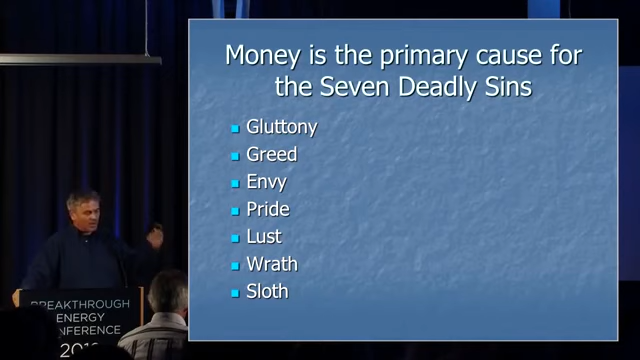 Money is the primary cause for
the Seven Deadly Sins
Gluttony
Greed
Envy
Pride
Lust
Wrath
Sloth
BREAKTHROUGH
ENERGY
CONFERENCE